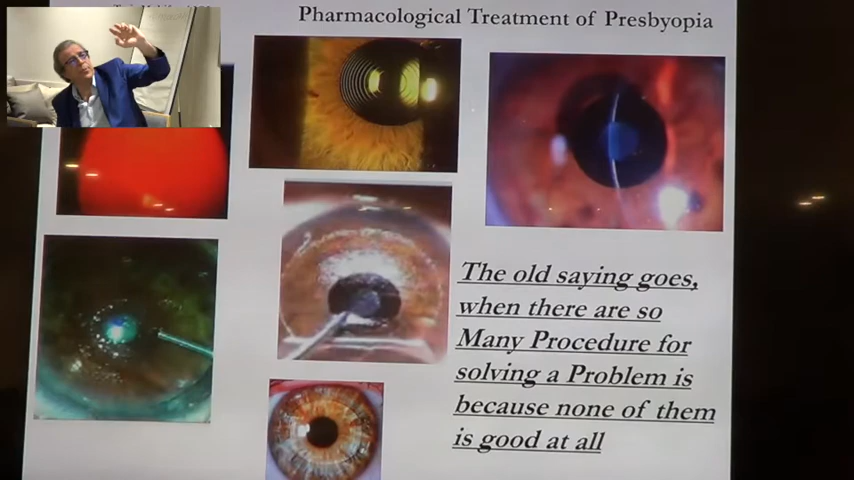 Pharmacological Treatment of Presbyopia
The old saying goes,
when there are so
Many Procedure for
solving a Problem is
because none of them
is good at all